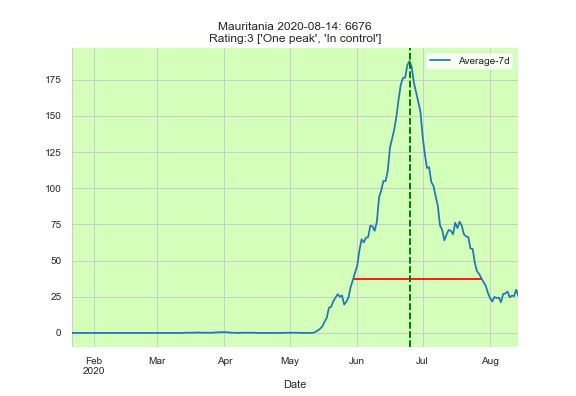 Mauritania 2020-08-14: 6676
Rating:3 ['One peak', 'In control']
Average-7d
175
150
125
100
75
50
25
0
Feb
2020
Mar
Apr
May
Jun
Jul
Aug
Date